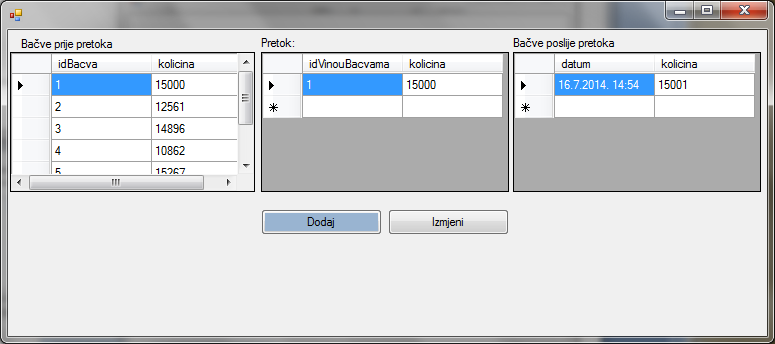 Bačve prije pretoka
idBacva kolicina
1 15000
2 12561
3 14896
4 10862
5 15267
Pretok:
idVinouBacvama kolicina
1 15000
Bačve poslije pretoka
datum kolicina
16.7.2014. 14:54 15001
Dodaj
Izmjeni